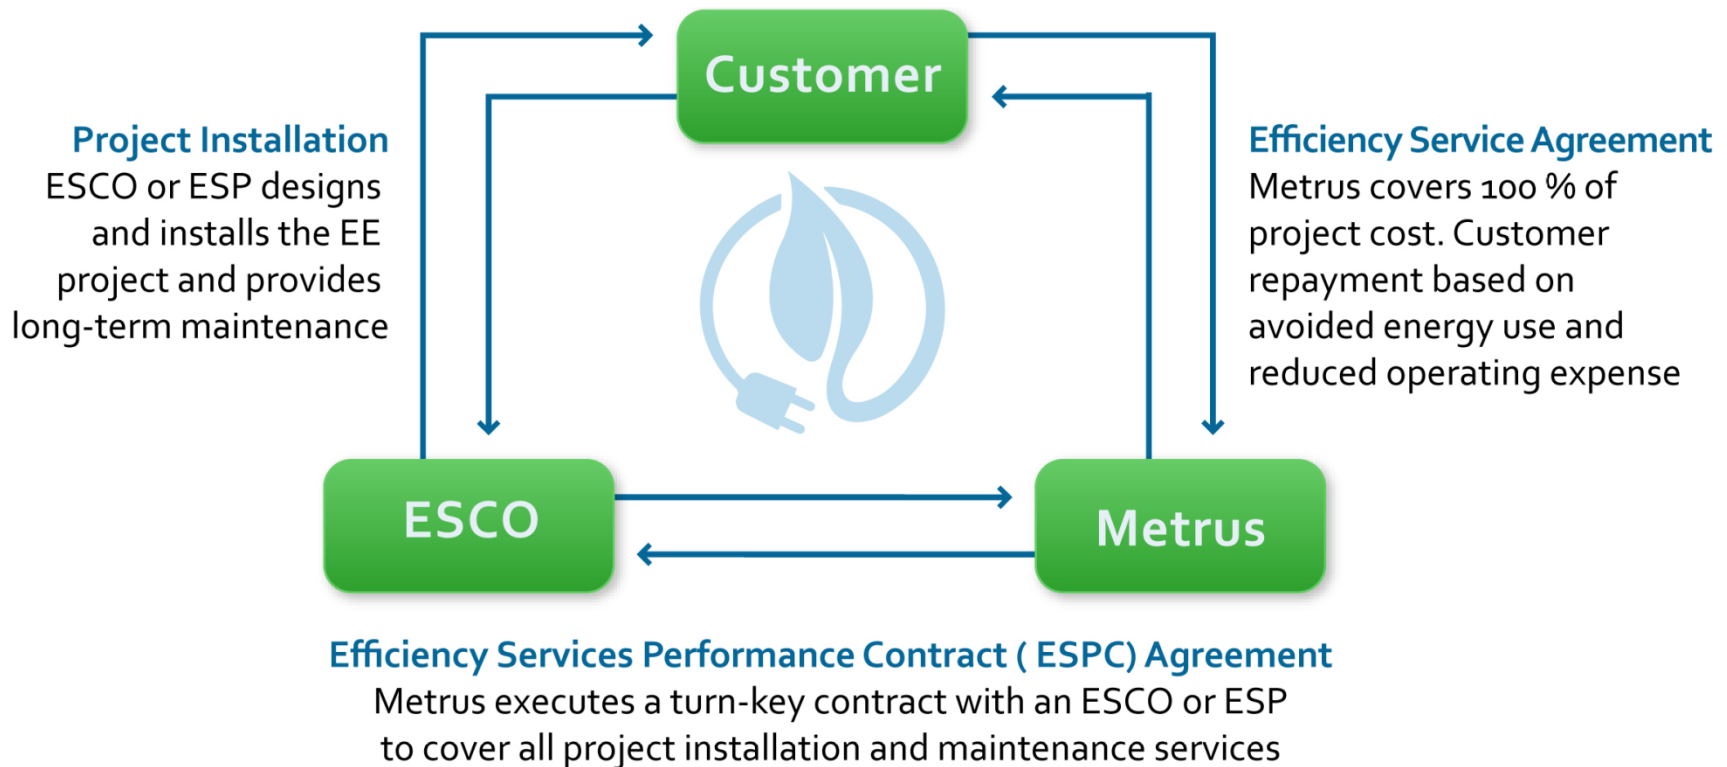 Customer
Project Installation
ESCO or ESP designs
and installs the EE
project and provides
long-term maintenance
Efficiency Service Agreement
Metrus covers 100 % of
project cost. Customer
repayment based on
avoided energy use and
reduced operating expense
ESCO
Metrus
Efficiency Services Performance Contract ( ESPC) Agreement
Metrus executes a turn-key contract with an ESCO or ESP
to cover all project installation and maintenance services